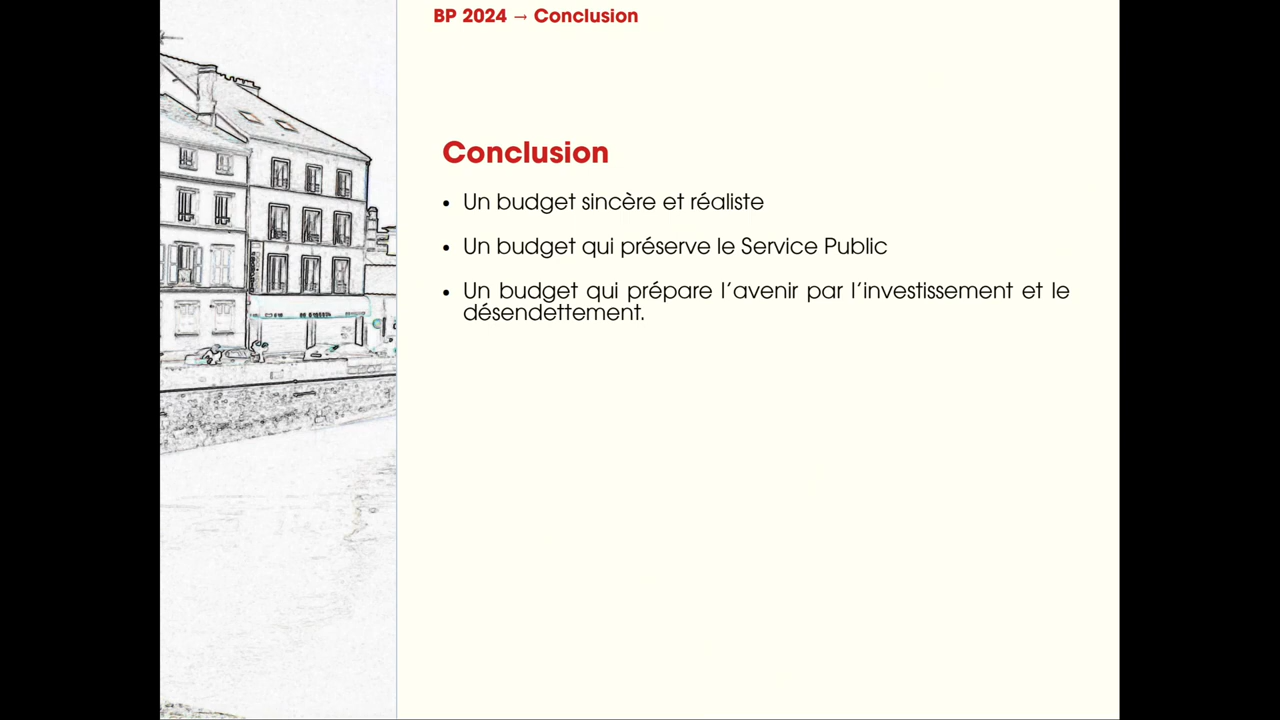 BP 2024 → Conclusion
Conclusion
• Un budget sincère et réaliste
• Un budget qui préserve le Service Public
• Un budget qui prépare l’avenir par l’investissement et le
désendettement.